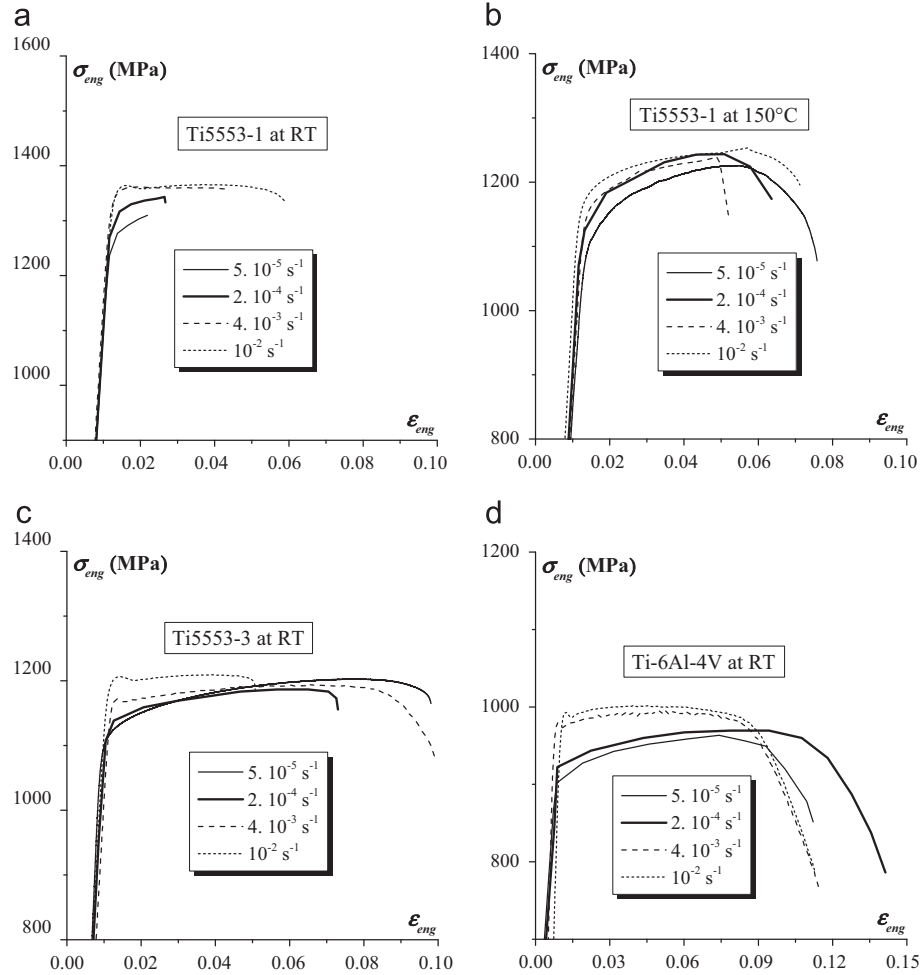 a
1600
σeng (MPa)
Ti5553-1 at RT
1400
1200
1000
5. 10-5 s-1
2. 10-4 s-1
4. 10-3 s-1
10-2 s-1
εeng
0.00 0.02 0.04 0.06 0.08 0.10
b
1400
σeng (MPa)
Ti5553-1 at 150°C
1200
1000
800
5. 10-5 s-1
2. 10-4 s-1
4. 10-3 s-1
10-2 s-1
εeng
0.00 0.02 0.04 0.06 0.08 0.10
c
1400
σeng (MPa)
Ti5553-3 at RT
1200
1000
800
5. 10-5 s-1
2. 10-4 s-1
4. 10-3 s-1
10-2 s-1
εeng
0.00 0.02 0.04 0.06 0.08 0.10
d
1200
σeng (MPa)
Ti-6Al-4V at RT
1000
800
5. 10-5 s-1
2. 10-4 s-1
4. 10-3 s-1
10-2 s-1
εeng
0.00 0.03 0.06 0.09 0.12 0.15